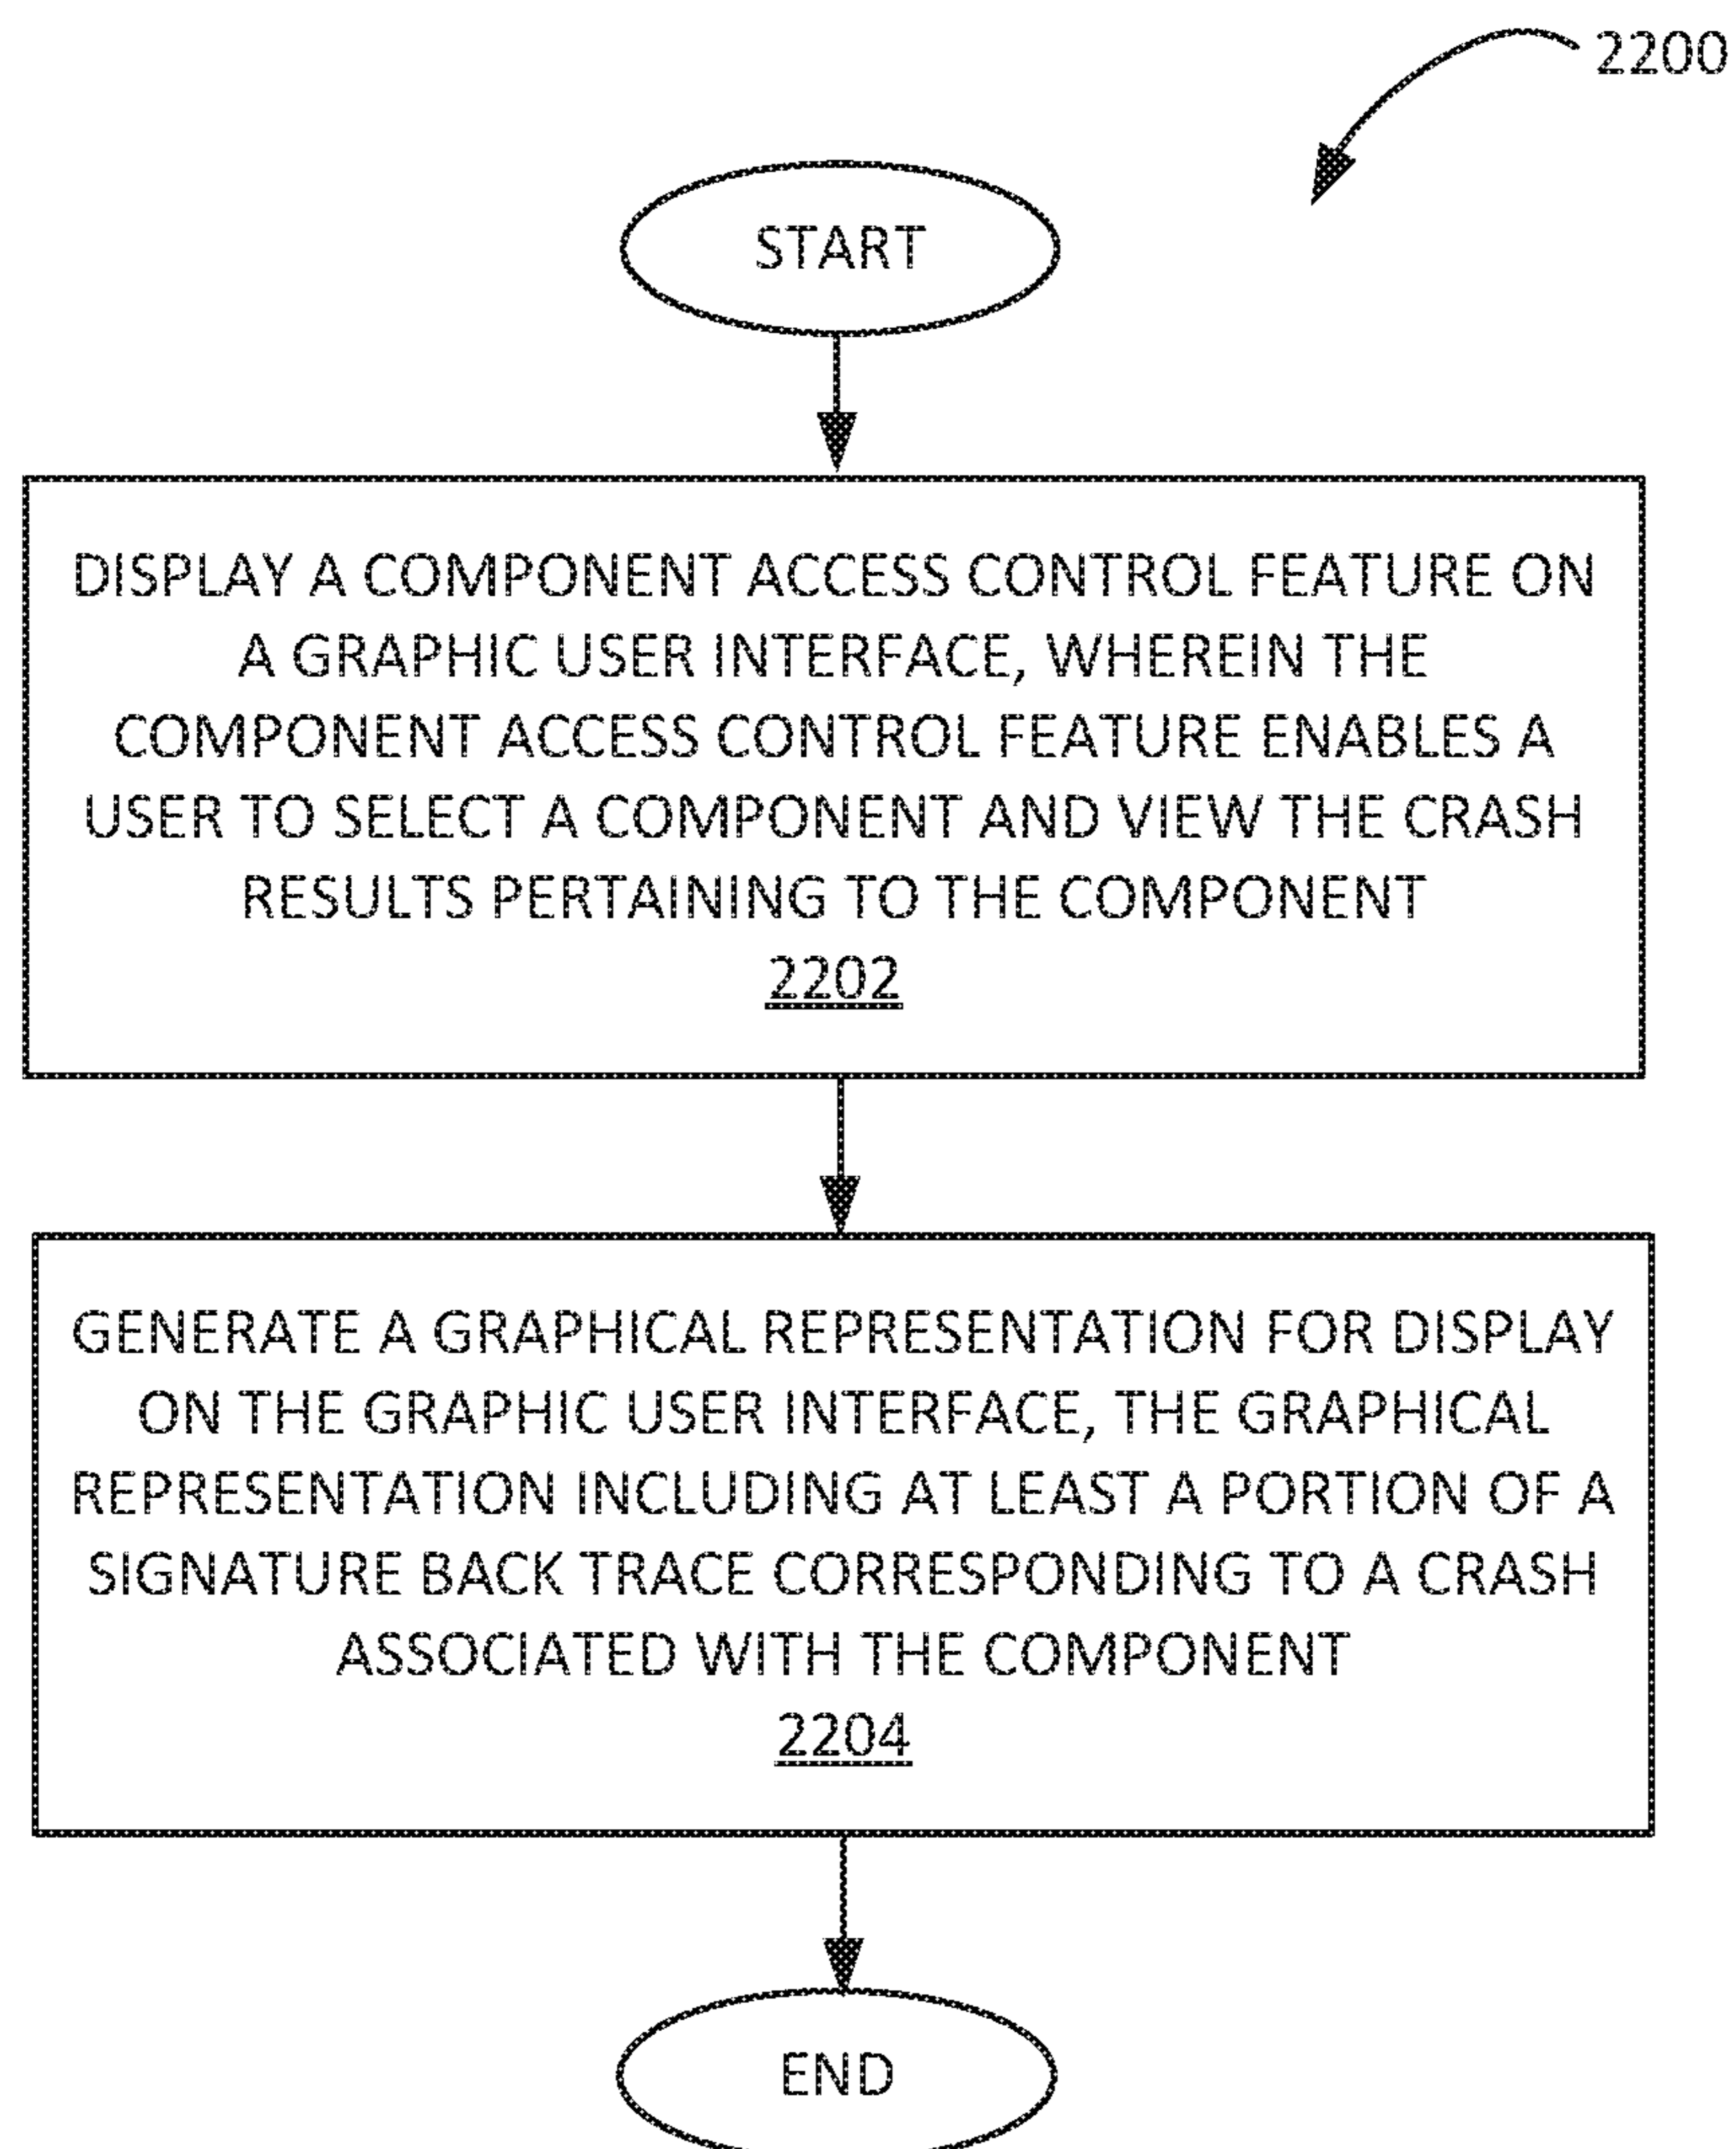 2200
START
DISPLAY A COMPONENT ACCESS CONTROL FEATURE ON
A GRAPHIC USER INTERFACE, WHEREIN THE
COMPONENT ACCESS CONTROL FEATURE ENABLES A
USER TO SELECT A COMPONENT AND VIEW THE CRASH
RESULTS PERTAINING TO THE COMPONENT
2202
GENERATE A GRAPHICAL REPRESENTATION FOR DISPLAY
ON THE GRAPHIC USER INTERFACE, THE GRAPHICAL
REPRESENTATION INCLUDING AT LEAST A PORTION OF A
SIGNATURE BACK TRACE CORRESPONDING TO A CRASH
ASSOCIATED WITH THE COMPONENT
2204
END